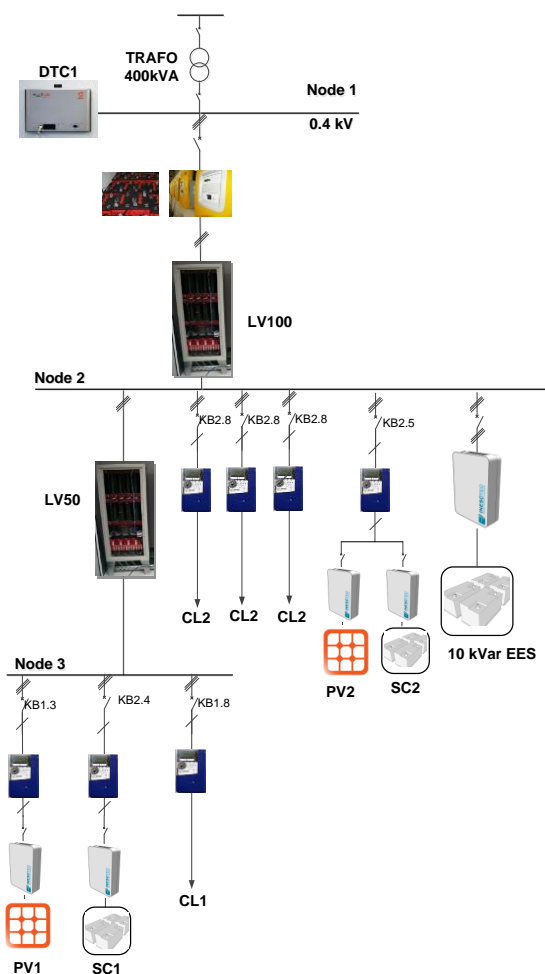 TRAFO
400kVA
DTC1
Node 1
0.4 kV
LV100
Node 2
KB2.8
KB2.8
KB2.8
KB2.5
LV50
CL2
CL2
CL2
10 kVar EES
PV2
SC2
Node 3
KB1.3
KB2.4
KB1.8
CL1
PV1
SC1